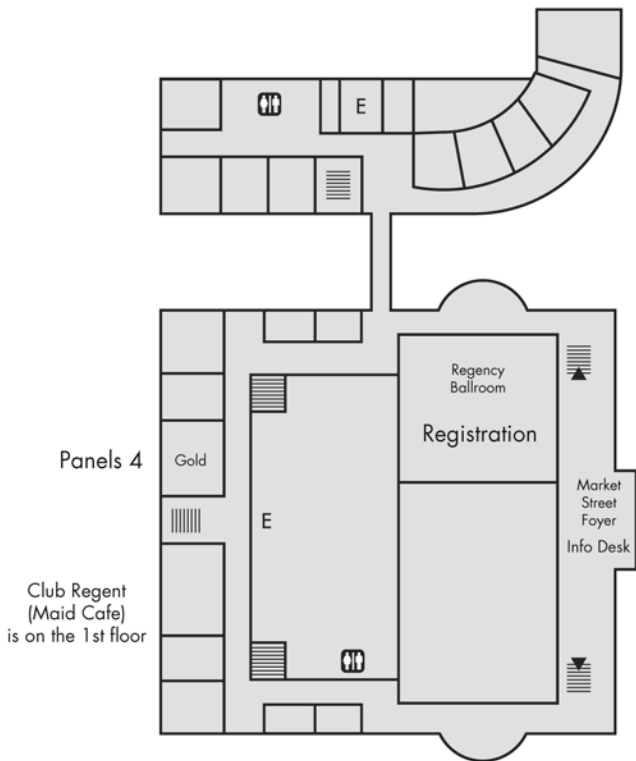 E
Regency
Ballroom
Registration
Panels 4
Gold
Market
Street
Foyer
Info Desk
E
Club Regent
(Maid Cafe)
is on the 1st floor